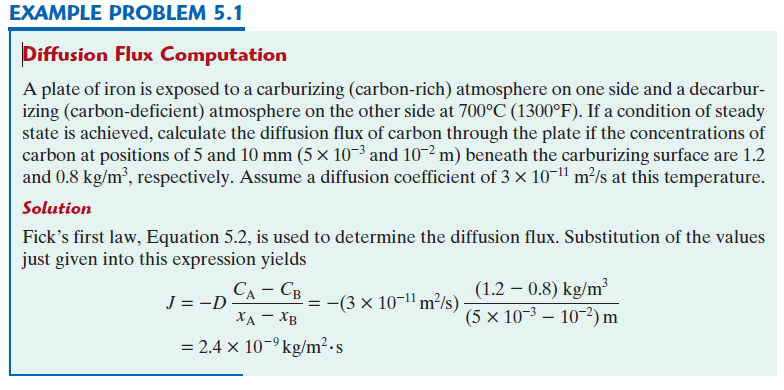 EXAMPLE PROBLEM 5.1
Diffusion Flux Computation
A plate of iron is exposed to a carburizing (carbon-rich) atmosphere on one side and a decarbur-
izing (carbon-deficient) atmosphere on the other side at 700°C (1300°F). If a condition of steady
state is achieved, calculate the diffusion flux of carbon through the plate if the concentrations of
carbon at positions of 5 and 10 mm (5 × 10⁻³ and 10⁻² m) beneath the carburizing surface are 1.2
and 0.8 kg/m³, respectively. Assume a diffusion coefficient of 3 × 10⁻¹¹ m²/s at this temperature.
Solution
Fick's first law, Equation 5.2, is used to determine the diffusion flux. Substitution of the values
just given into this expression yields
J = −D (C_A − C_B)/(x_A − x_B) = −(3 × 10⁻¹¹ m²/s) (1.2 − 0.8) kg/m³/(5 × 10⁻³ − 10⁻²) m
= 2.4 × 10⁻⁹ kg/m²·s